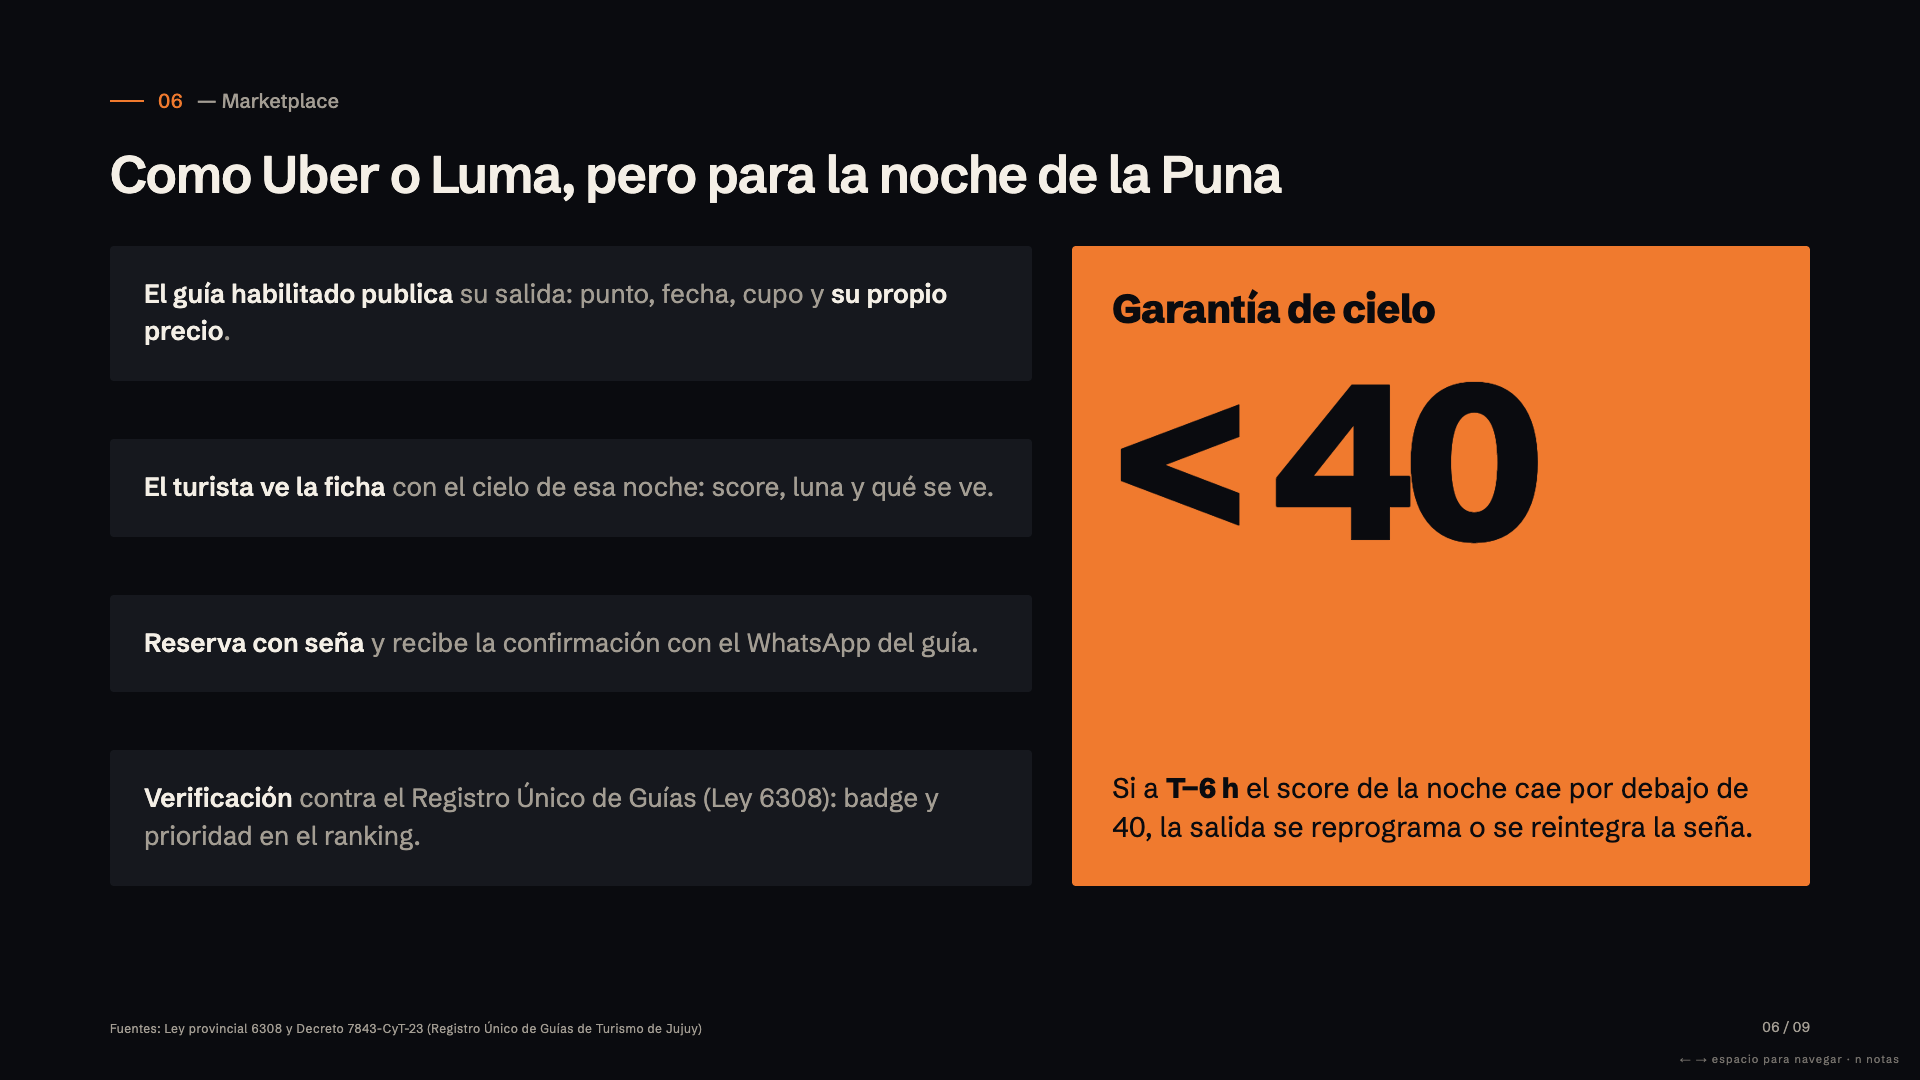 06 — Marketplace
Como Uber o Luma, pero para la noche de la Puna
El guía habilitado publica su salida: punto, fecha, cupo y su propio
precio.
El turista ve la ficha con el cielo de esa noche: score, luna y qué se ve.
Reserva con seña y recibe la confirmación con el WhatsApp del guía.
Verificación contra el Registro Único de Guías (Ley 6308): badge y
prioridad en el ranking.
Garantía de cielo
< 40
Si a T–6 h el score de la noche cae por debajo de
40, la salida se reprograma o se reintegra la seña.
Fuentes: Ley provincial 6308 y Decreto 7843-CyT-23 (Registro Único de Guías de Turismo de Jujuy)
06 / 09
← → espacio para navegar · n notas